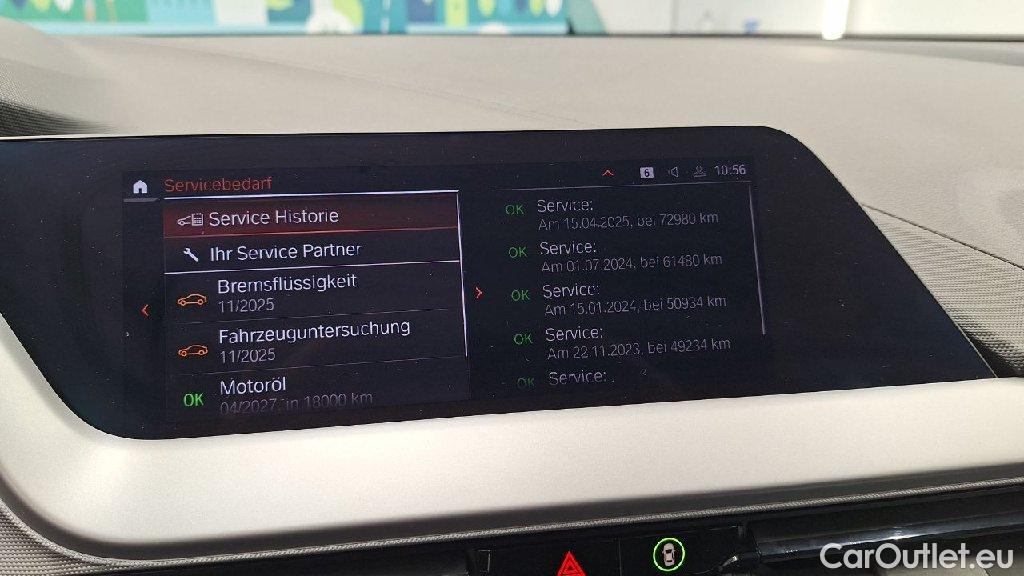 Servicebedarf
6
10:56
Service Historie
Ihr Service Partner
Bremsflüssigkeit
11/2025
Fahrzeuguntersuchung
11/2025
OK Motoröl
04/2027, in 18000 km
OK Service:
Am 15.04.2025, bei 72980 km
OK Service:
Am 01.07.2024, bei 61480 km
OK Service:
Am 15.01.2024, bei 50934 km
OK Service:
Am 22.11.2023, bei 49234 km
OK Service:
CarOutlet.eu